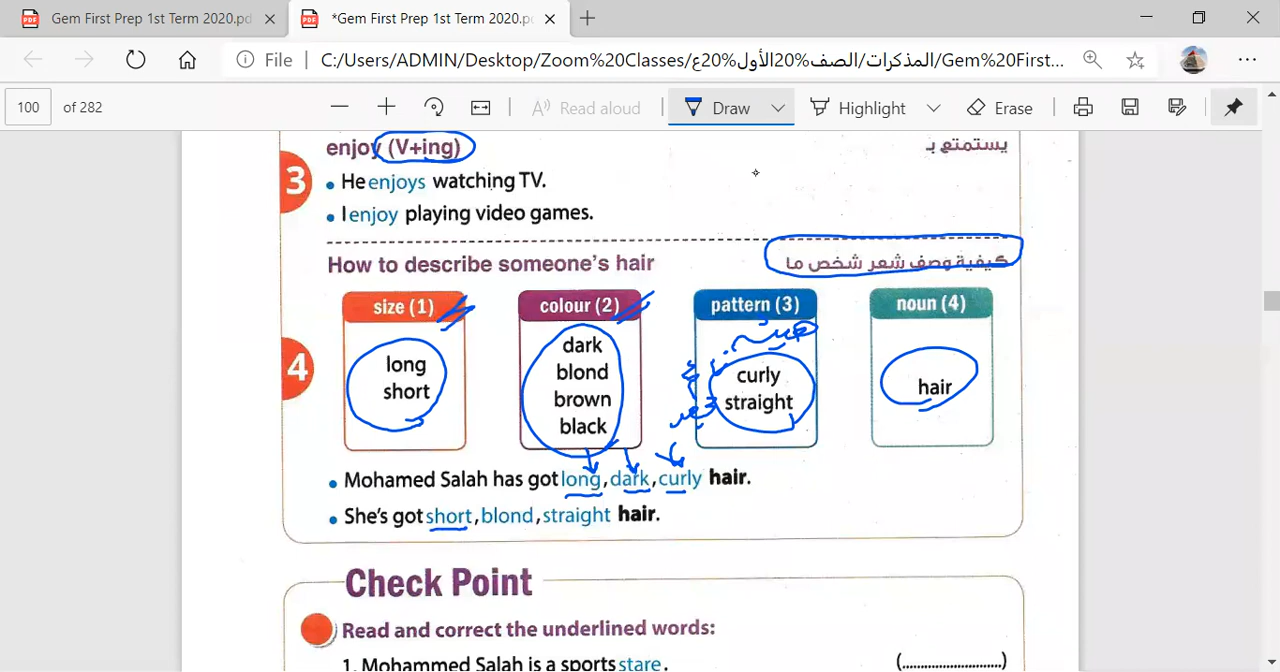 Gem First Prep 1st Term 2020.pd
*Gem First Prep 1st Term 2020.pd
File
C:/Users/ADMIN/Desktop/Zoom%20Classes/المذكرات/الصف%20الأول%20ع/Gem%20First...
100 of 282
Read aloud
Draw
Highlight
Erase
enjoy (V+ing)
يستمتع بـ
3
• He enjoys watching TV.
• I enjoy playing video games.
How to describe someone's hair
كيفية وصف شعر شخص ما
size (1)
colour (2)
pattern (3)
noun (4)
4
long
short
dark
blond
brown
black
curly
straight
hair
• Mohamed Salah has got long, dark, curly hair.
• She's got short, blond, straight hair.
Check Point
Read and correct the underlined words:
1. Mohammed Salah is a sports stare. (.......................)